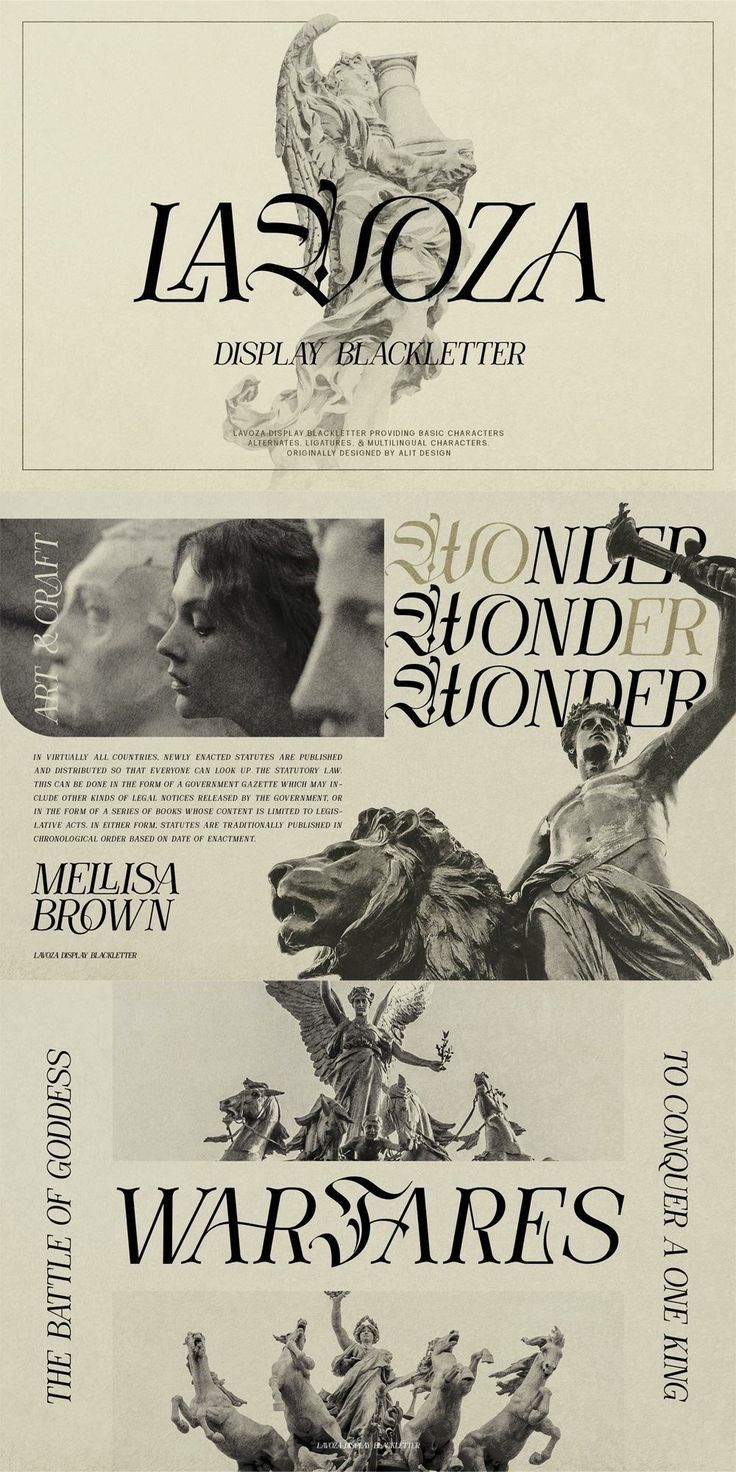 LAVOZA
DISPLAY BLACKLETTER
LAVOZA DISPLAY BLACKLETTER PROVIDING BASIC CHARACTERS
ALTERNATES, LIGATURES, & MULTILINGUAL CHARACTERS.
ORIGINALLY DESIGNED BY ALIT DESIGN
ART & CRAFT
WONDER
WONDER
WONDER
IN VIRTUALLY ALL COUNTRIES, NEWLY ENACTED STATUTES ARE PUBLISHED
AND DISTRIBUTED SO THAT EVERYONE CAN LOOK UP THE STATUTORY LAW.
THIS CAN BE DONE IN THE FORM OF A GOVERNMENT GAZETTE WHICH MAY IN-
CLUDE OTHER KINDS OF LEGAL NOTICES RELEASED BY THE GOVERNMENT, OR
IN THE FORM OF A SERIES OF BOOKS WHOSE CONTENT IS LIMITED TO LEGIS-
LATIVE ACTS. IN EITHER FORM, STATUTES ARE TRADITIONALLY PUBLISHED IN
CHRONOLOGICAL ORDER BASED ON DATE OF ENACTMENT.
MELLISA
BROWN
LAVOZA DISPLAY BLACKLETTER
THE BATTLE OF GODDESS
WARFARES
TO CONQUER A ONE KING
LAVOZA DISPLAY BLACKLETTER